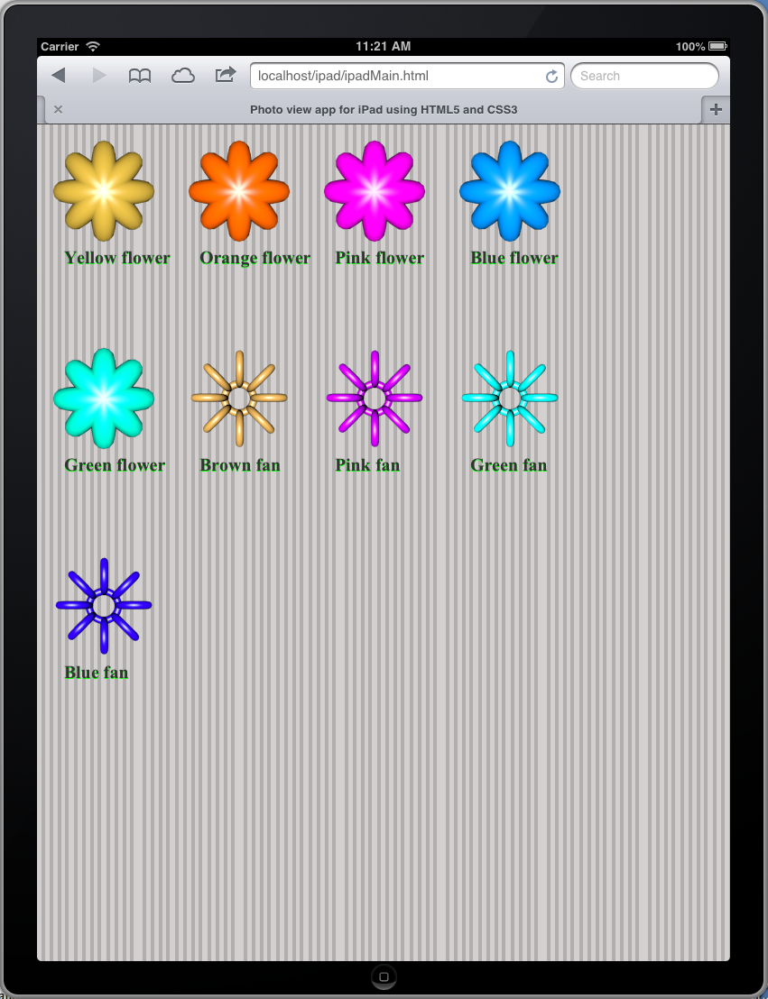 Carrier 11:21 AM 100%
localhost/ipad/ipadMain.html Search
Photo view app for iPad using HTML5 and CSS3
Yellow flower Orange flower Pink flower Blue flower
Green flower Brown fan Pink fan Green fan
Blue fan